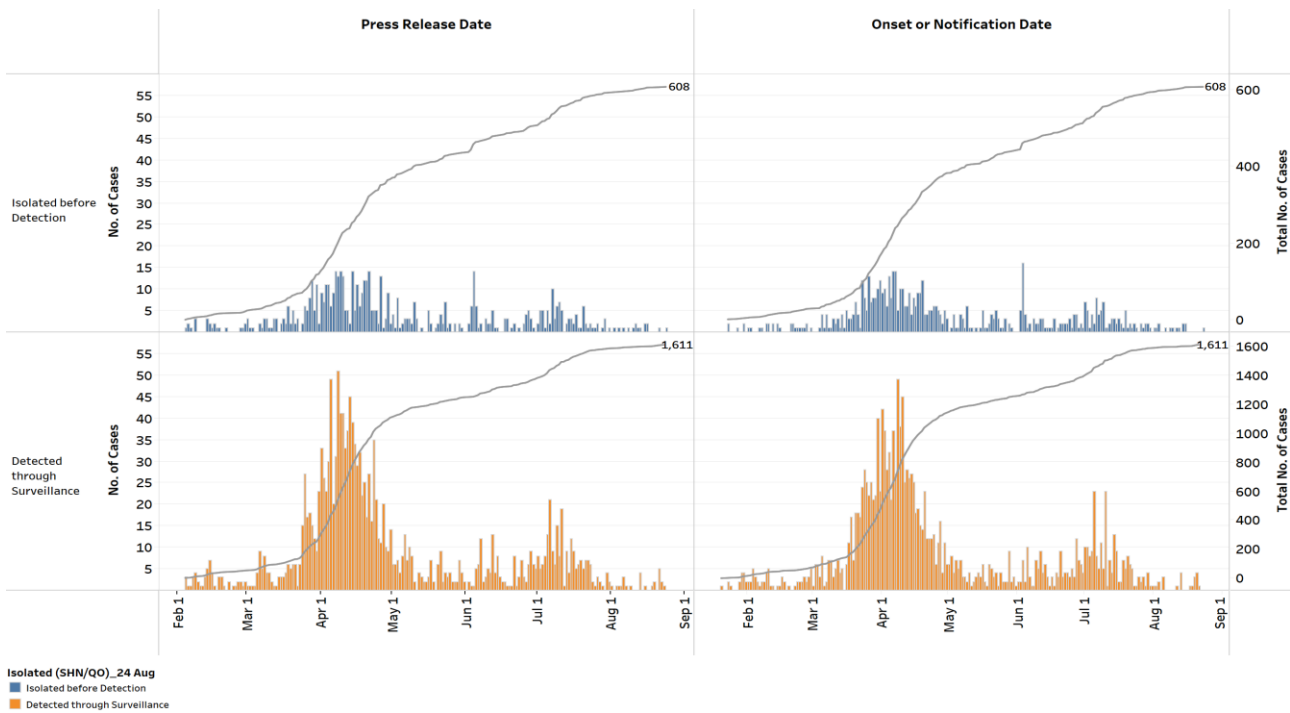 Press Release Date
Onset or Notification Date
Isolated before
Detection
No. of Cases
55
50
45
40
35
30
25
20
15
10
5
608
608
600
400
200
0
Total No. of Cases
Detected
through
Surveillance
No. of Cases
55
50
45
40
35
30
25
20
15
10
5
1,611
1,611
1600
1400
1200
1000
800
600
400
200
0
Total No. of Cases
Feb 1
Mar 1
Apr 1
May 1
Jun 1
Jul 1
Aug 1
Sep 1
Feb 1
Mar 1
Apr 1
May 1
Jun 1
Jul 1
Aug 1
Sep 1
Isolated (SHN/QO)_24 Aug
Isolated before Detection
Detected through Surveillance